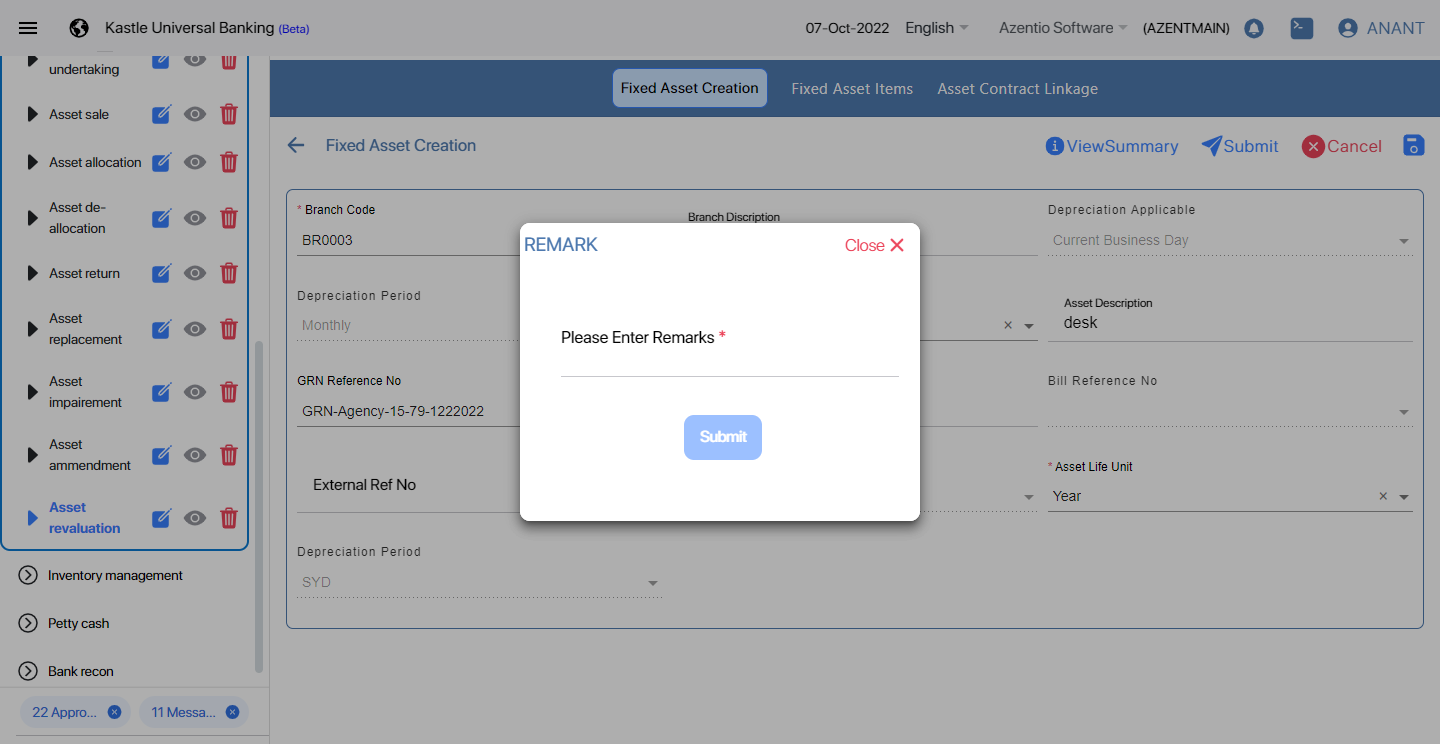 Kastle Universal Banking (Beta)
07-Oct-2022
English
Azentio Software
(AZENTMAIN)
ANANT
undertaking
Asset sale
Asset allocation
Asset de-
allocation
Asset return
Asset
replacement
Asset
impairement
Asset
ammendment
Asset
revaluation
Inventory management
Petty cash
Bank recon
22 Appro...
11 Messa...
Fixed Asset Creation
Fixed Asset Items
Asset Contract Linkage
Fixed Asset Creation
ViewSummary
Submit
Cancel
* Branch Code
BR0003
Branch Discription
Depreciation Applicable
Current Business Day
Depreciation Period
Monthly
Asset Description
desk
GRN Reference No
GRN-Agency-15-79-1222022
Bill Reference No
External Ref No
* Asset Life Unit
Year
Depreciation Period
SYD
REMARK
Close
Please Enter Remarks *
Submit